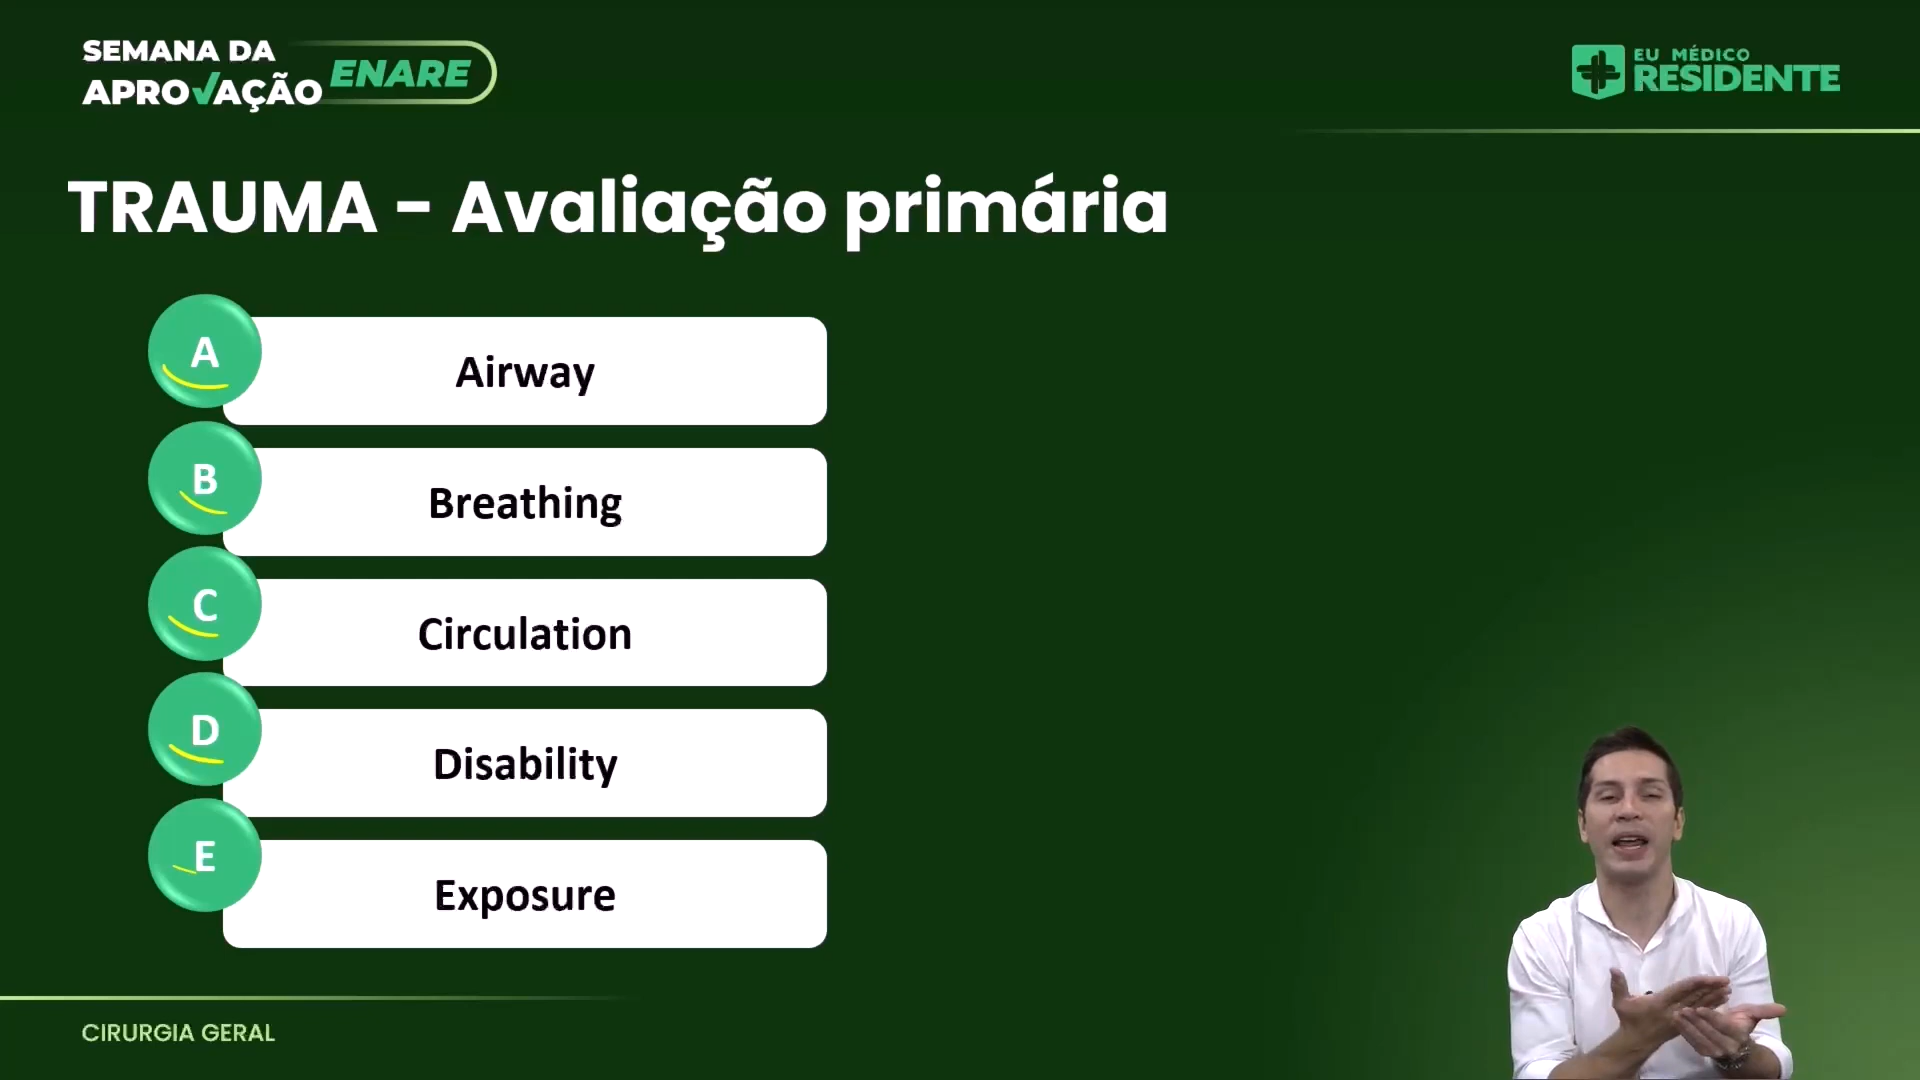 SEMANA DA
APROVAÇÃO ENARE
EU MÉDICO
RESIDENTE
TRAUMA - Avaliação primária
A
Airway
B
Breathing
C
Circulation
D
Disability
E
Exposure
CIRURGIA GERAL